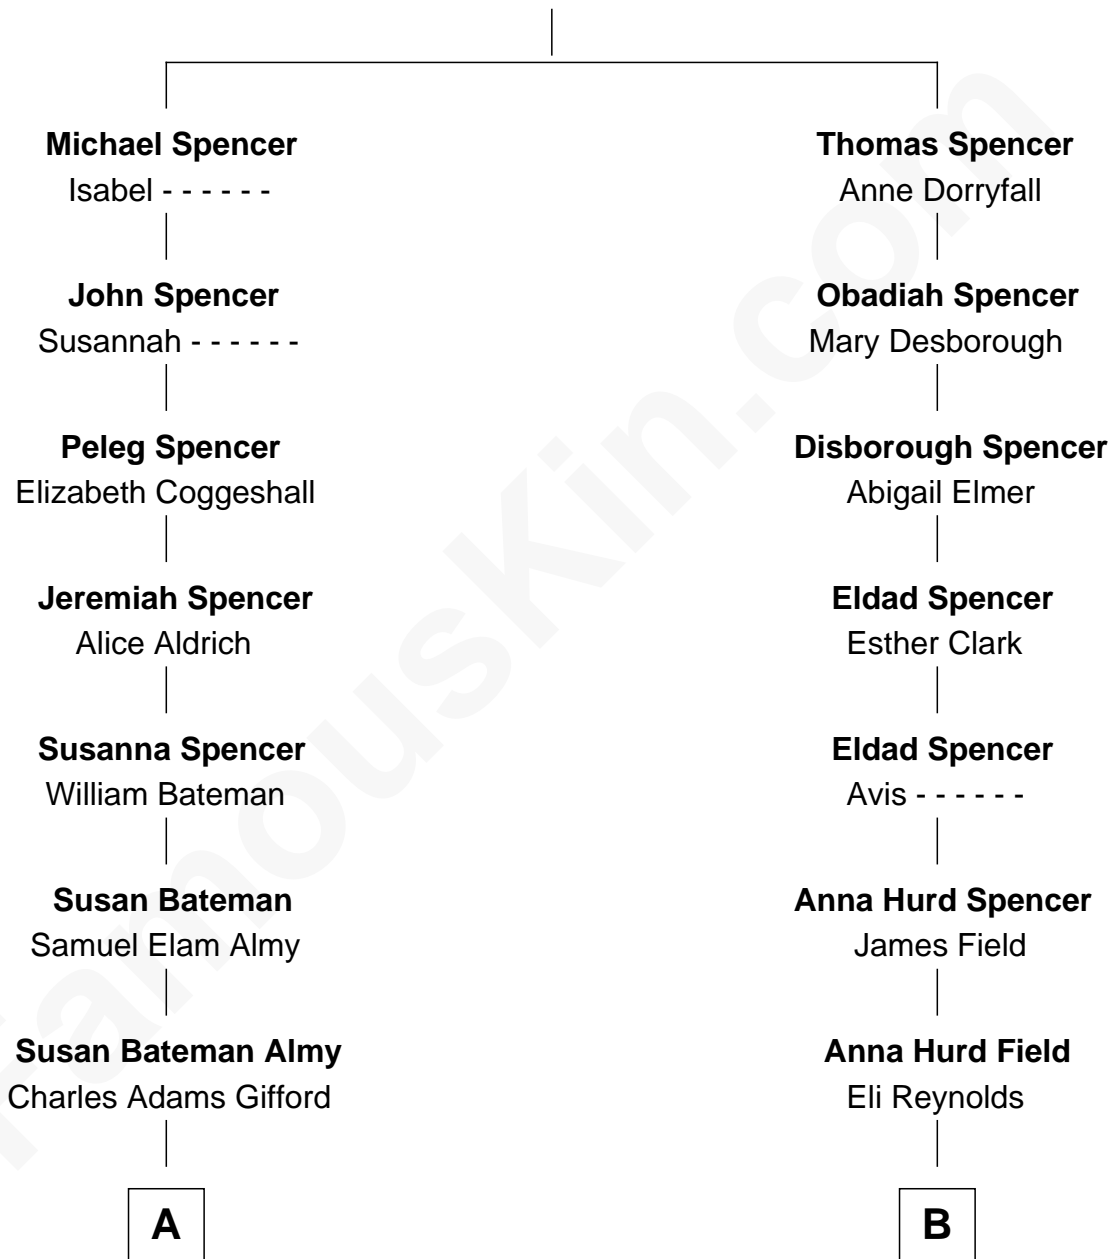 Michael Spencer
Isabel - - - - - -
John Spencer
Susannah - - - - - -
Peleg Spencer
Elizabeth Coggeshall
Jeremiah Spencer
Alice Aldrich
Susanna Spencer
William Bateman
Susan Bateman
Samuel Elam Almy
Susan Bateman Almy
Charles Adams Gifford
A
Thomas Spencer
Anne Dorryfall
Obadiah Spencer
Mary Desborough
Disborough Spencer
Abigail Elmer
Eldad Spencer
Esther Clark
Eldad Spencer
Avis - - - - - -
Anna Hurd Spencer
James Field
Anna Hurd Field
Eli Reynolds
B
FamousKin.com